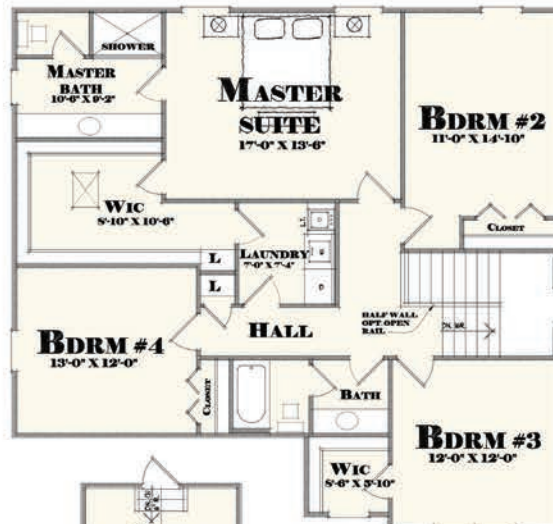 SHOWER
MASTER
BATH
10'-6" X 9'-2"
MASTER
SUITE
17'-0" X 13'-6"
BDRM #2
11'-0" X 14'-10"
CLOSET
WIC
8'-10" X 10'-6"
L
L
LAUNDRY
7'-0" X 7'-4"
L.T.
HALF WALL
OPT. OPEN
RAIL
HALL
BDRM #4
13'-0" X 12'-0"
CLOSET
BATH
BDRM #3
12'-0" X 12'-0"
WIC
8'-6" X 5'-10"